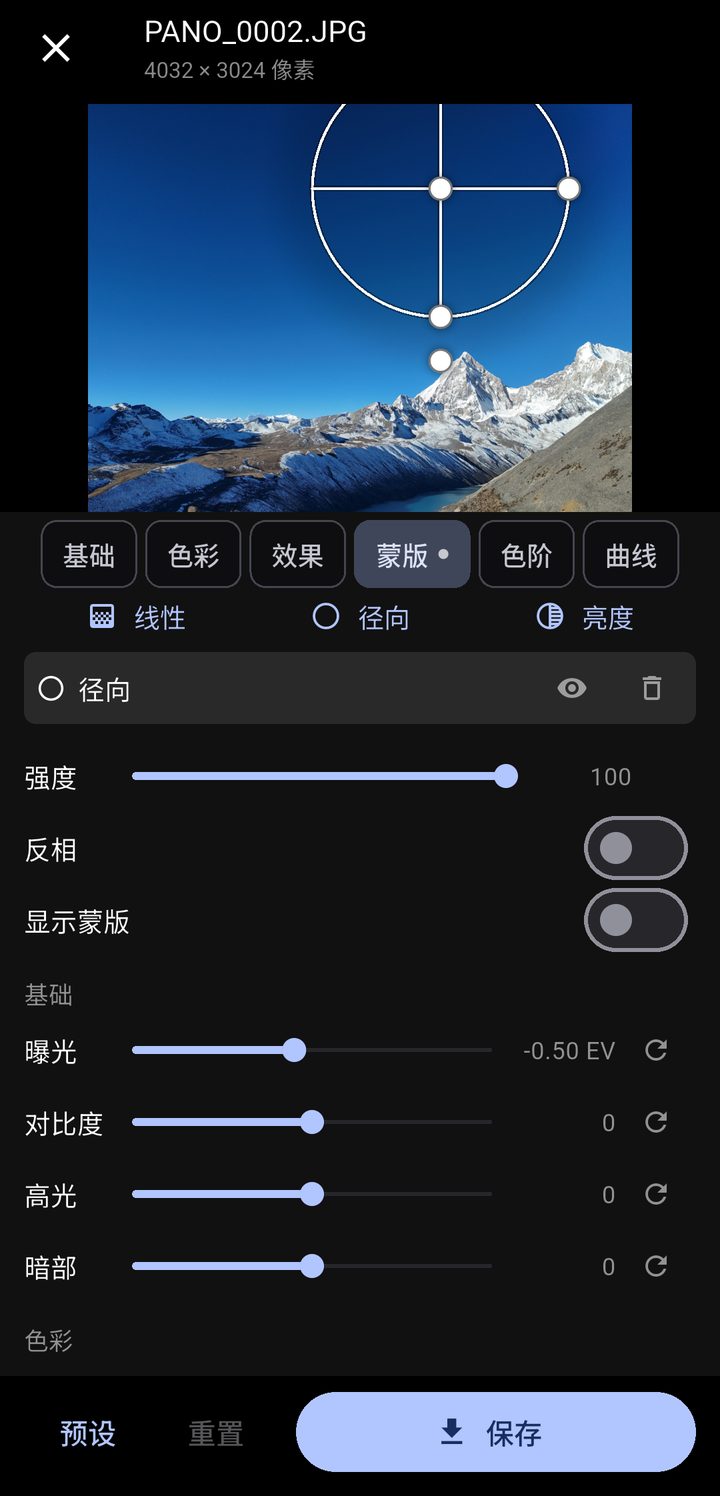 PANO_0002.JPG
4032 × 3024 像素
基础 色彩 效果 蒙版 色阶 曲线
线性 径向 亮度
径向
强度 100
反相
显示蒙版
基础
曝光 -0.50 EV
对比度 0
高光 0
暗部 0
色彩
预设 重置 保存